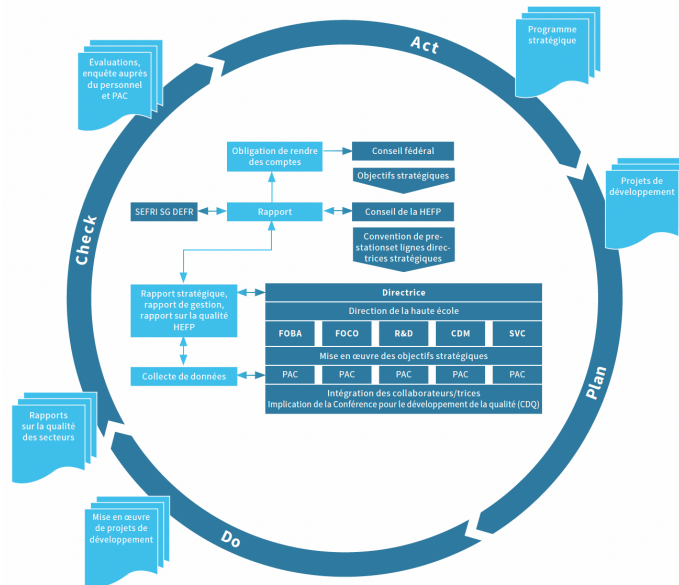 Programme
stratégique
Act
Évaluations,
enquête auprès
du personnel
et PAC
Obligation de rendre
des comptes
Conseil fédéral
Objectifs stratégiques
Projets de
développement
SEFRI SG DEFR
Rapport
Conseil de la HEFP
Check
Convention de pre-
stationset lignes direc-
trices stratégiques
Rapport stratégique,
rapport de gestion,
rapport sur la qualité
HEFP
Directrice
Direction de la haute école
FOBA
FOCO
R&D
CDM
SVC
Mise en œuvre des objectifs stratégiques
Collecte de données
PAC
PAC
PAC
PAC
PAC
Intégration des collaborateurs/trices
Implication de la Conférence pour le développement de la qualité (CDQ)
Plan
Rapports
sur la qualité
des secteurs
Mise en œuvre
de projets de
développement
Do